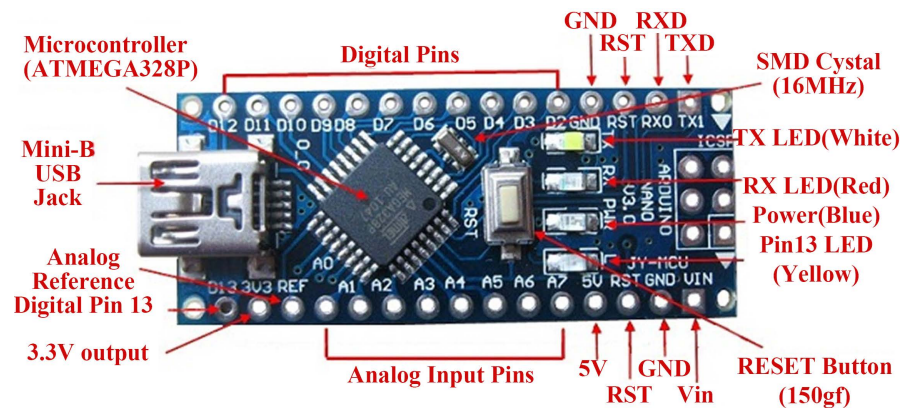 GND
RXD
RST
TXD
Microcontroller
(ATMEGA328P)
Digital Pins
SMD Cystal
(16MHz)
D12 D11 D10 D9 D8 D7 D6 D5 D4 D3 D2 GND RST RX0 TX1
ICSP
TX LED(White)
Mini-B
USB
Jack
RX LED(Red)
ARDUINO
NANO
V3.0
RST
PWR
Power(Blue)
Pin13 LED
(Yellow)
Analog
Reference
Digital Pin 13
A0
L
JY-MCU
D13 3V3 REF A1 A2 A3 A4 A5 A6 A7 5V RST GND VIN
3.3V output
Analog Input Pins
5V
RST
GND
Vin
RESET Button
(150gf)